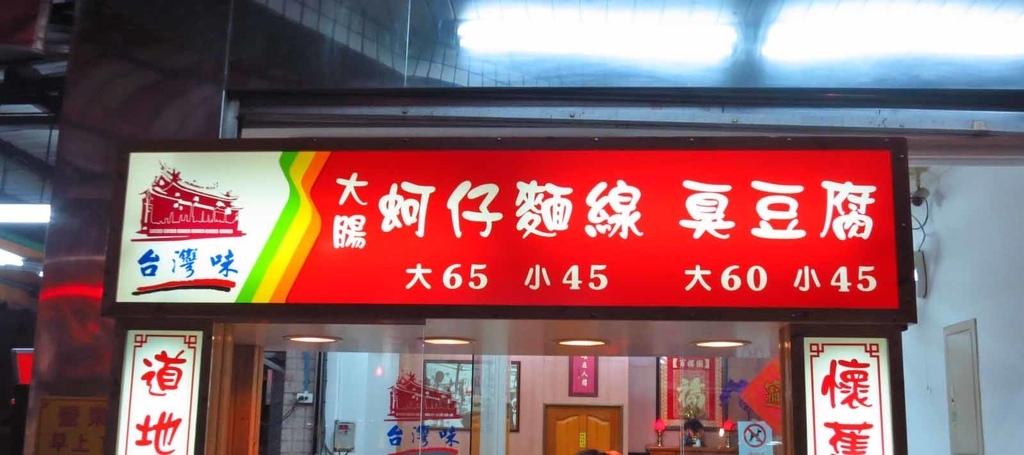 台灣味
大腸
蚵仔麵線 臭豆腐
大65 小45 大60 小45
道地
懷舊
台灣味